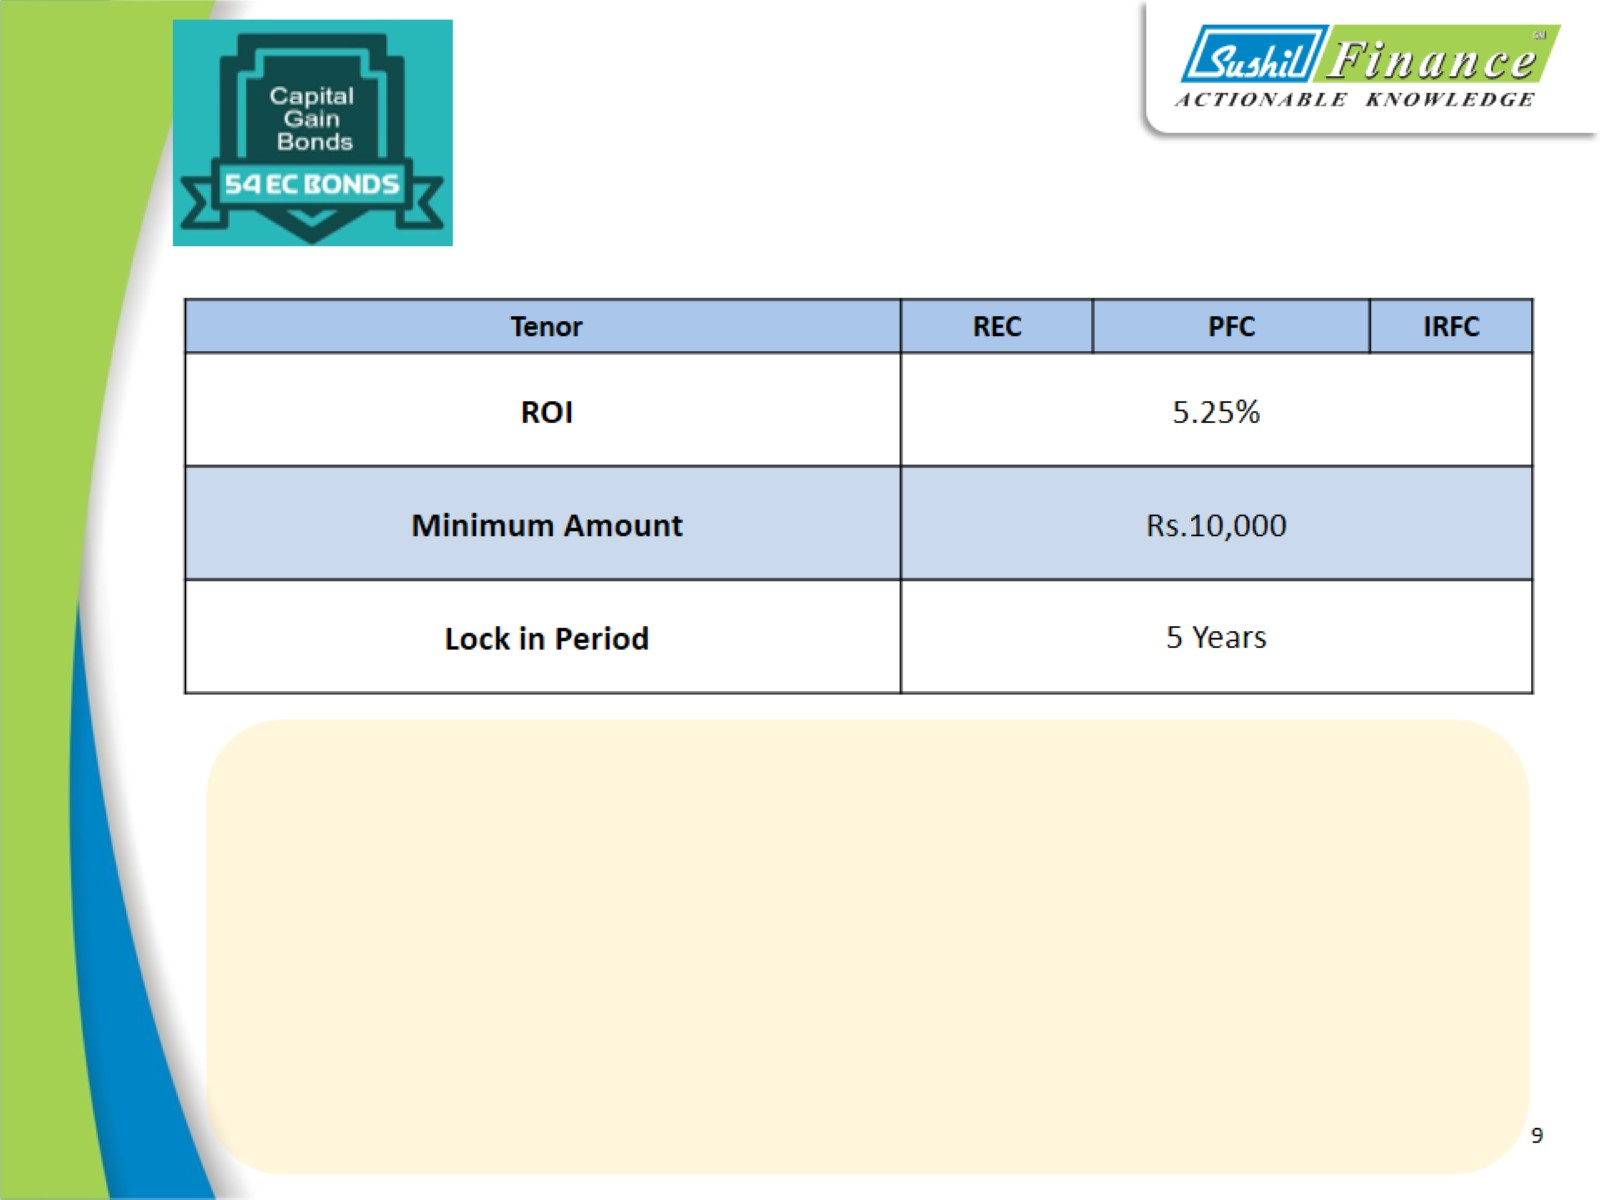 Capital
Gain
Bonds
54 EC BONDS
Sushil Finance
SM
ACTIONABLE KNOWLEDGE
Tenor REC PFC IRFC
ROI 5.25%
Minimum Amount Rs.10,000
Lock in Period 5 Years
9